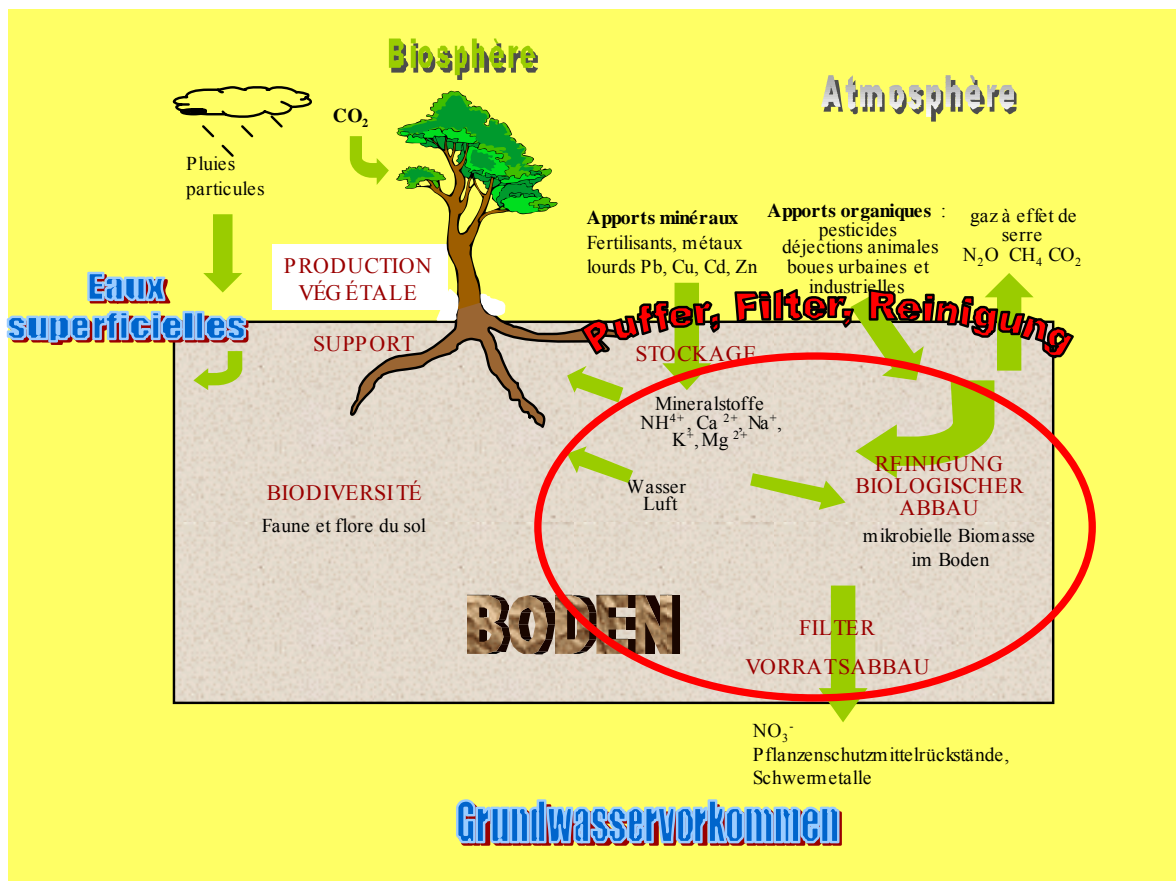 Biosphère
Atmosphère
CO₂
Pluies
particules
Apports minéraux
Fertilisants, métaux
lourds Pb, Cu, Cd, Zn
Apports organiques :
pesticides
déjections animales
boues urbaines et
industrielles
gaz à effet de
serre
N₂O CH₄ CO₂
PRODUCTION
VÉGÉTALE
Eaux
superficielles
Puffer, Filter, Reinigung
SUPPORT
STOCKAGE
Mineralstoffe
NH⁴⁺, Ca ²⁺, Na⁺,
K⁺, Mg ²⁺
REINIGUNG
BIOLOGISCHER
ABBAU
mikrobielle Biomasse
im Boden
Wasser
Luft
BIODIVERSITÉ
Faune et flore du sol
BODEN
FILTER
VORRATSABBAU
NO₃⁻
Pflanzenschutzmittelrückstände,
Schwermetalle
Grundwasservorkommen